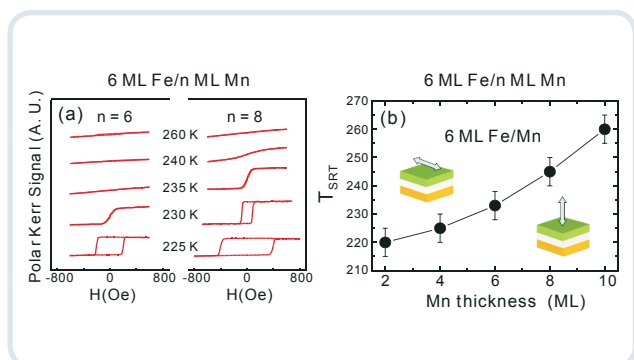 6 ML Fe/n ML Mn
(a)
n = 6
n = 8
260 K
240 K
235 K
230 K
225 K
Polar Kerr Signal (A. U.)
-800
0
800
-800
0
800
H(Oe)
H(Oe)
6 ML Fe/n ML Mn
(b)
6 ML Fe/Mn
T_SRT
270
260
250
240
230
220
210
2
4
6
8
10
Mn thickness (ML)